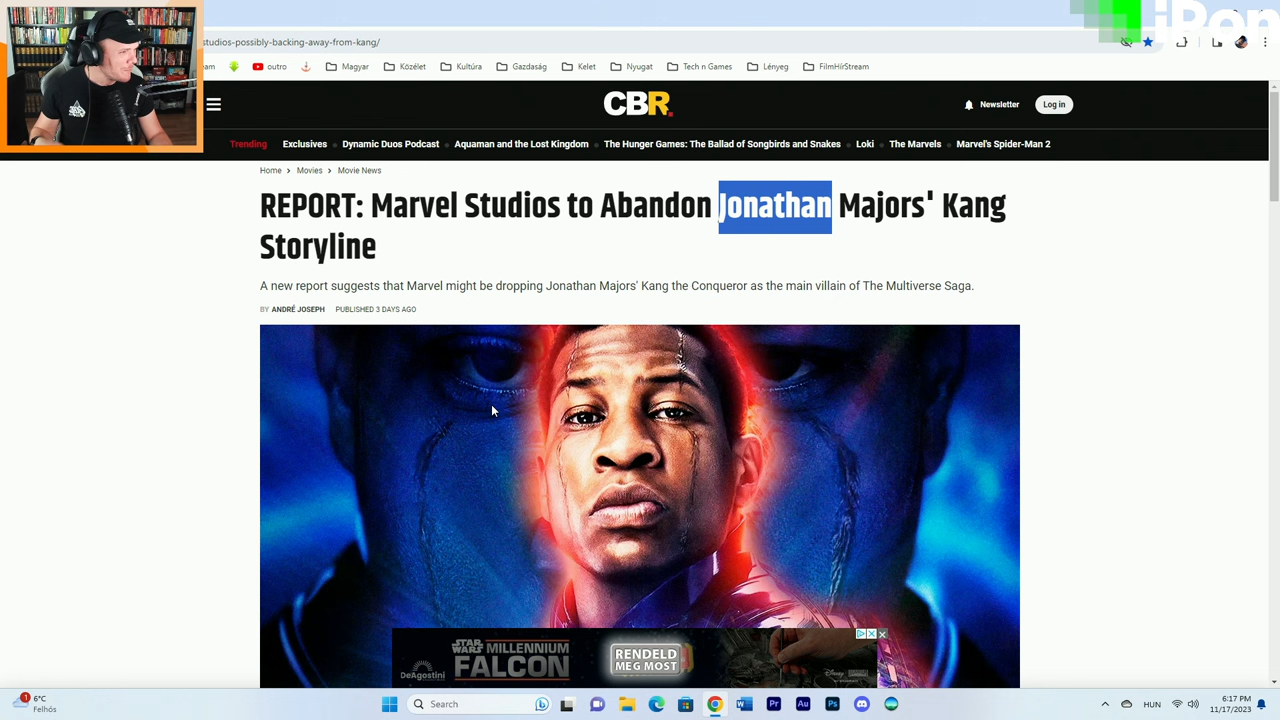 iPon
studios-possibly-backing-away-from-kang/
eam outro Magyar Közélet Kultúra Gazdaság Kelet Nyugat Tech n Gamer Lényeg FilmHírStream
CBR. Newsletter Log in
Trending Exclusives Dynamic Duos Podcast Aquaman and the Lost Kingdom The Hunger Games: The Ballad of Songbirds and Snakes Loki The Marvels Marvel's Spider-Man 2
Home > Movies > Movie News
REPORT: Marvel Studios to Abandon Jonathan Majors' Kang
Storyline
A new report suggests that Marvel might be dropping Jonathan Majors' Kang the Conqueror as the main villain of The Multiverse Saga.
BY ANDRÉ JOSEPH PUBLISHED 3 DAYS AGO
DeAGOSTINI
STAR WARS MILLENNIUM
FALCON
RENDELD
MEG MOST
Disney
1
6°C
Felhős
Search
HUN
6:17 PM
11/17/2023